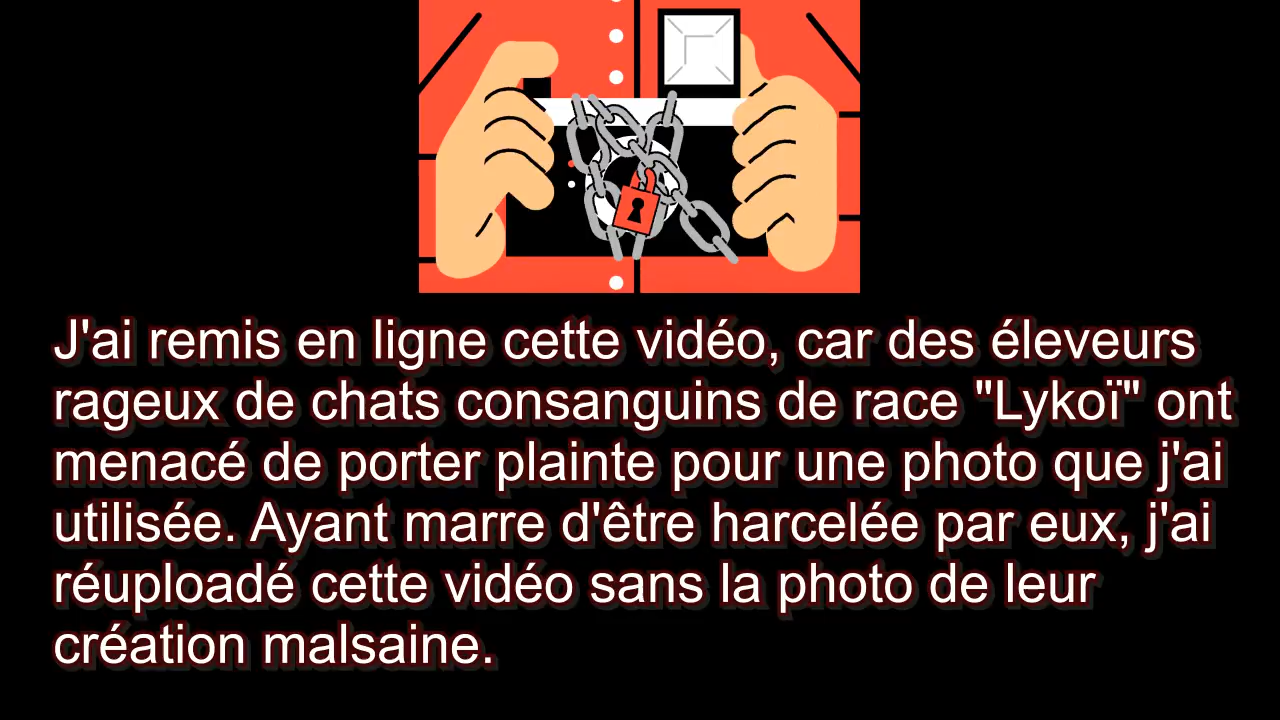 J'ai remis en ligne cette vidéo, car des éleveurs
rageux de chats consanguins de race "Lykoï" ont
menacé de porter plainte pour une photo que j'ai
utilisée. Ayant marre d'être harcelée par eux, j'ai
réuploadé cette vidéo sans la photo de leur
création malsaine.